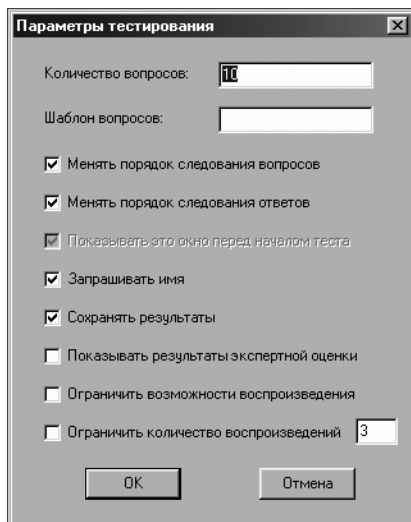 Параметры тестирования
Количество вопросов: 10
Шаблон вопросов:
Менять порядок следования вопросов
Менять порядок следования ответов
Показывать это окно перед началом теста
Запрашивать имя
Сохранять результаты
Показывать результаты экспертной оценки
Ограничить возможности воспроизведения
Ограничить количество воспроизведений 3
OK Отмена